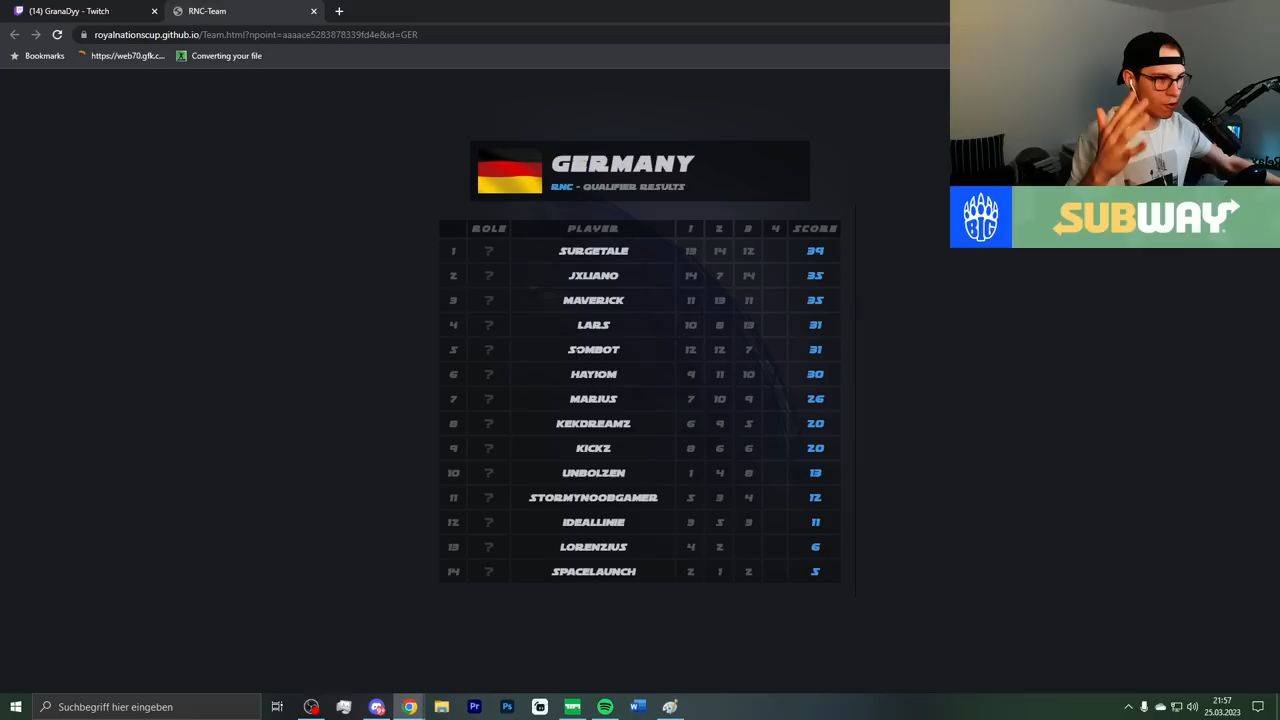 (14) GranaDyy - Twitch
RNC-Team
royalnationscup.github.io/Team.html?npoint=aaaace5283878339fd4e&id=GER
Bookmarks https://web70.gfk.c... Converting your file
GERMANY
RNC - QUALIFIER RESULTS
ROLE PLAYER 1 2 3 4 SCORE
1 ? SURGETALE 13 14 12 39
2 ? JXLIANO 14 7 14 35
3 ? MAVERICK 11 13 11 35
4 ? LARS 10 8 13 31
5 ? SOMBOT 12 12 7 31
6 ? HAYIOM 9 11 10 30
7 ? MARIUS 7 10 9 26
8 ? KEKDREAMZ 6 9 5 20
9 ? KICKZ 8 6 6 20
10 ? UNBOLZEN 1 4 8 13
11 ? STORMYNOOBGAMER 5 3 4 12
12 ? IDEALLINIE 3 5 3 11
13 ? LORENZIUS 4 2 6
14 ? SPACELAUNCH 2 1 2 5
BIG
SUBWAY
Suchbegriff hier eingeben
Pr
Ps
21:57
25.03.2023